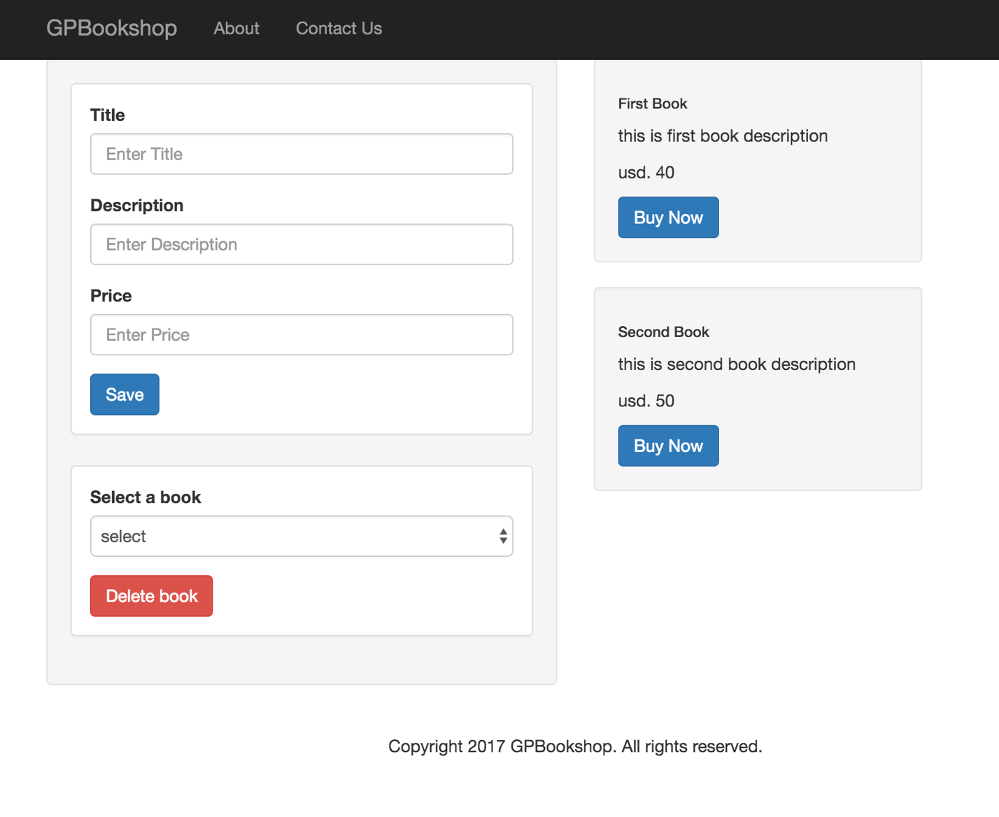 GPBookshop About Contact Us
Title
Enter Title
Description
Enter Description
Price
Enter Price
Save
Select a book
select
Delete book
First Book
this is first book description
usd. 40
Buy Now
Second Book
this is second book description
usd. 50
Buy Now
Copyright 2017 GPBookshop. All rights reserved.